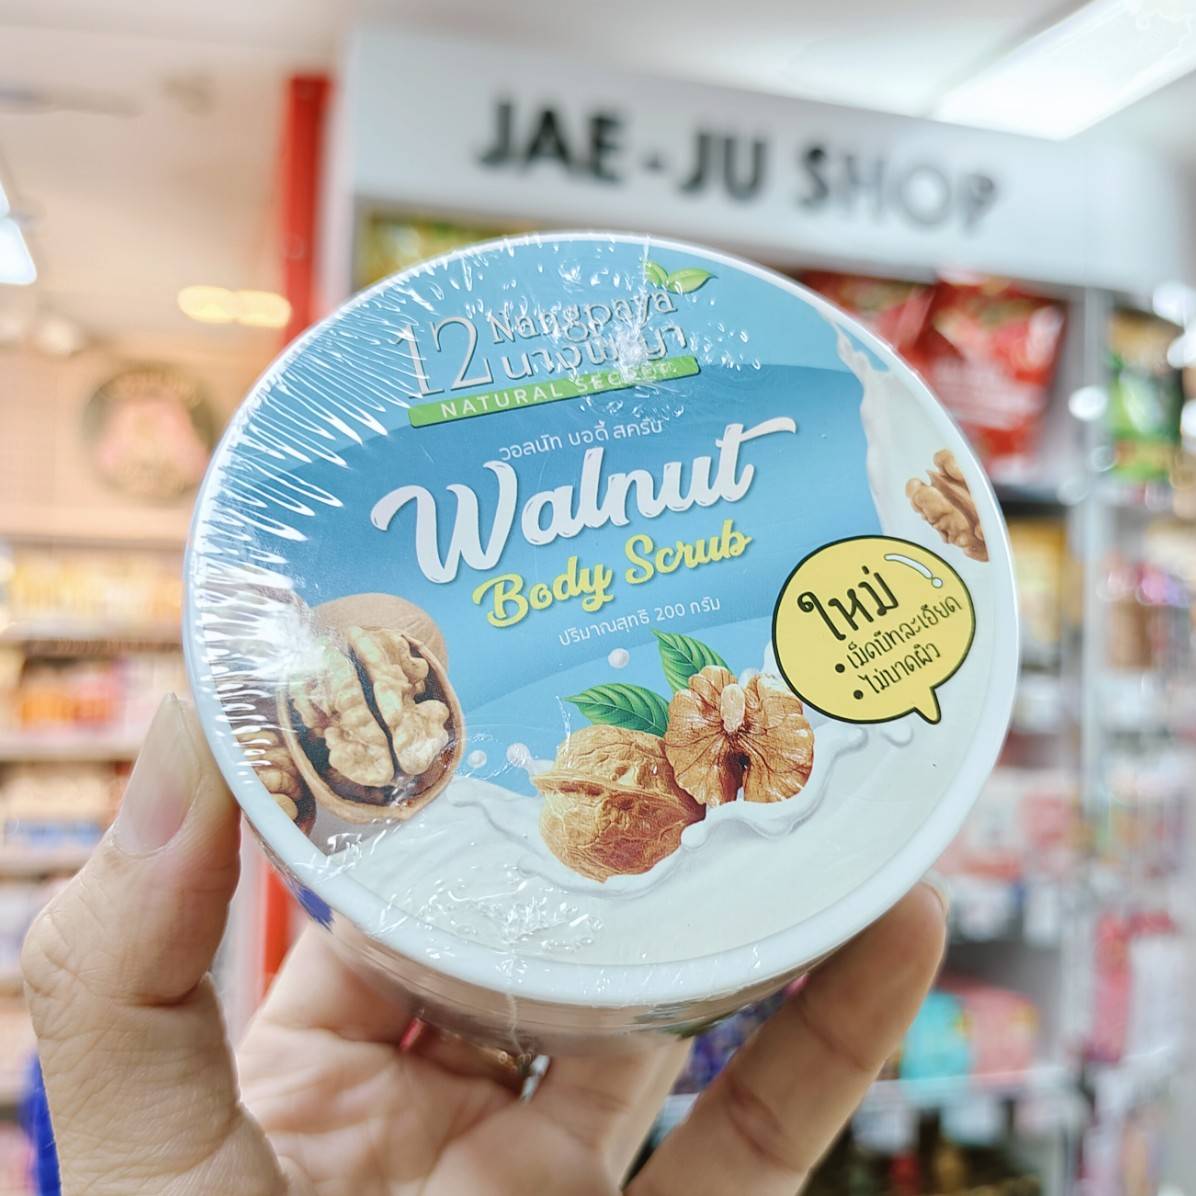 JAE-JU SHOP
12 Nangpaya
นางพญา
NATURAL SECRET
วอลนัท บอดี้ สครับ
Walnut
Body Scrub
ปริมาณสุทธิ 200 กรัม
ใหม่
• เม็ดบีทละเอียด
• ไม่บาดผิว